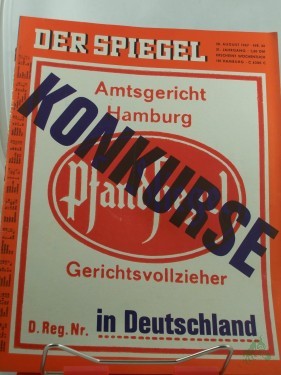 DER SPIEGEL
Amtsgericht
Hamburg
KONKURSE
Pfandsiegel
Gerichtsvollzieher
D. Reg. Nr.
in Deutschland